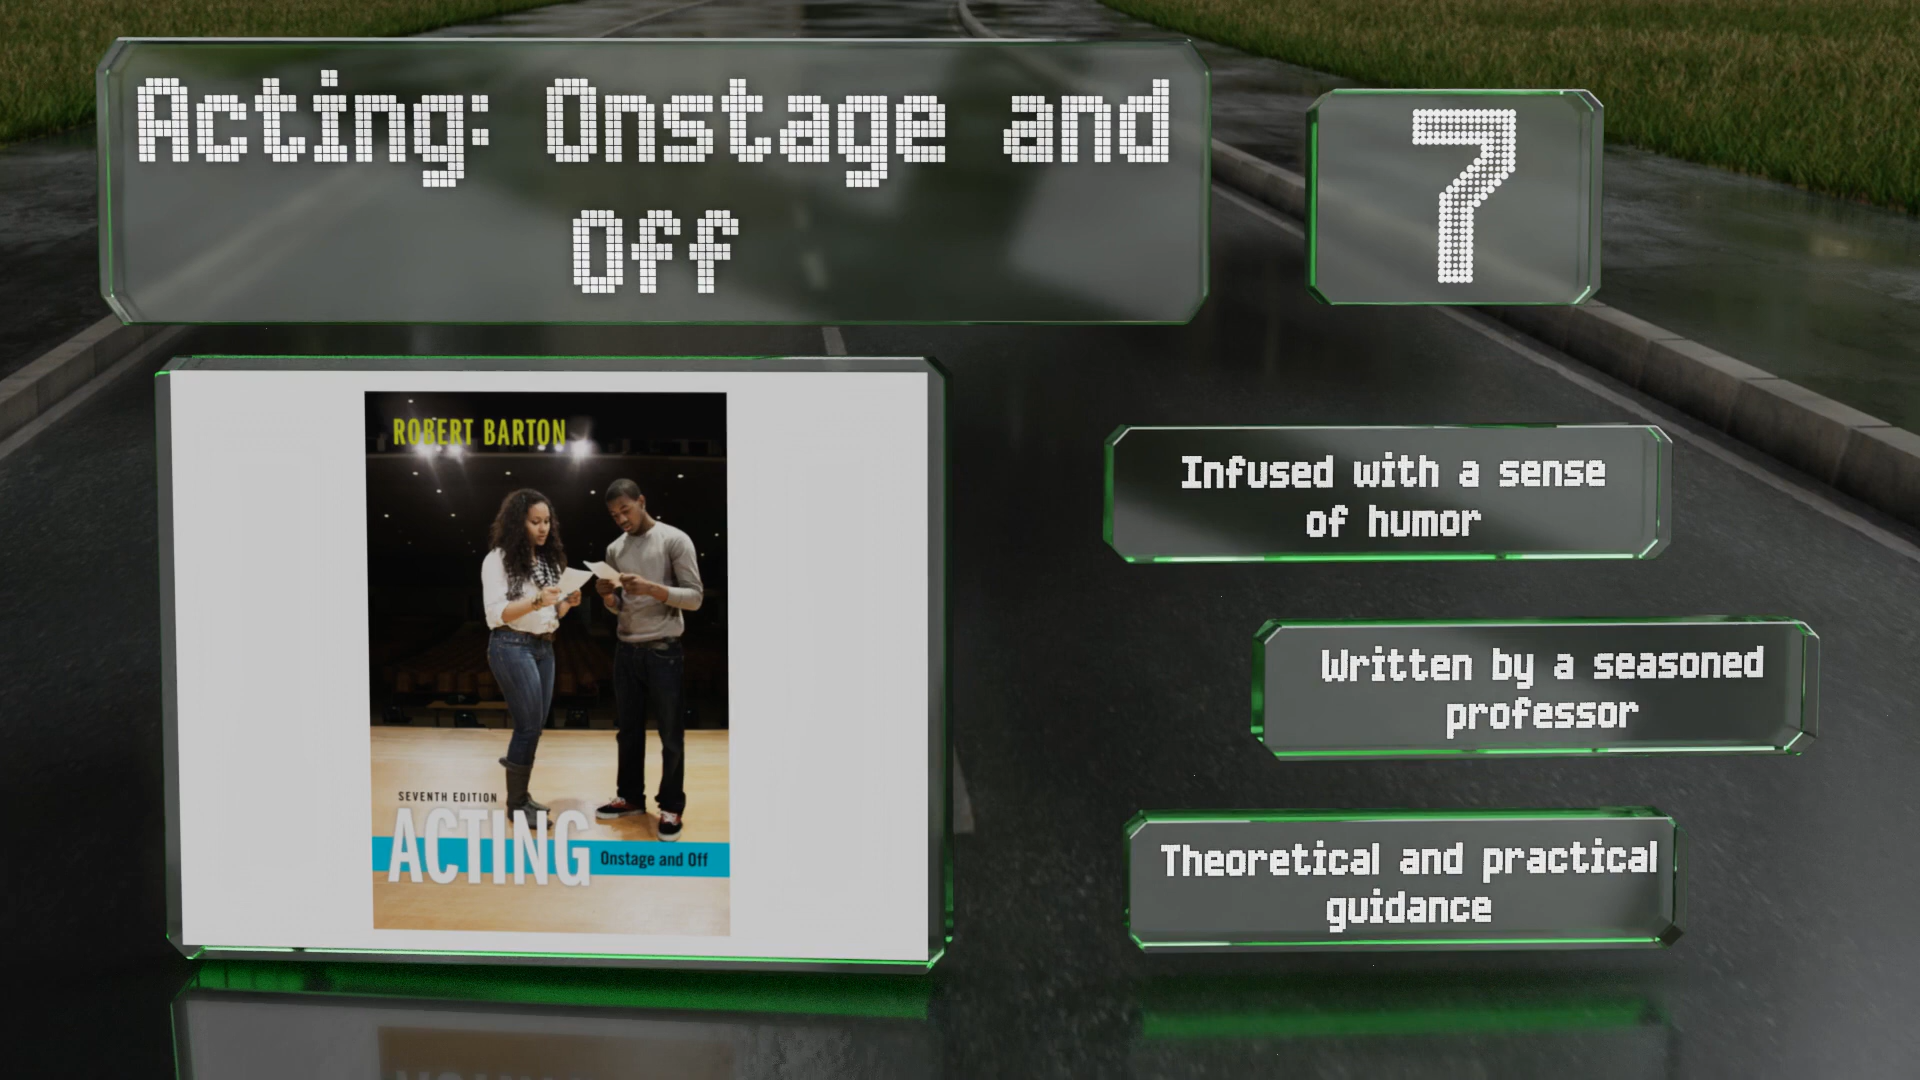 Acting: Onstage and
Off
7
ROBERT BARTON
SEVENTH EDITION
ACTING
Onstage and Off
Infused with a sense
of humor
Written by a seasoned
professor
Theoretical and practical
guidance